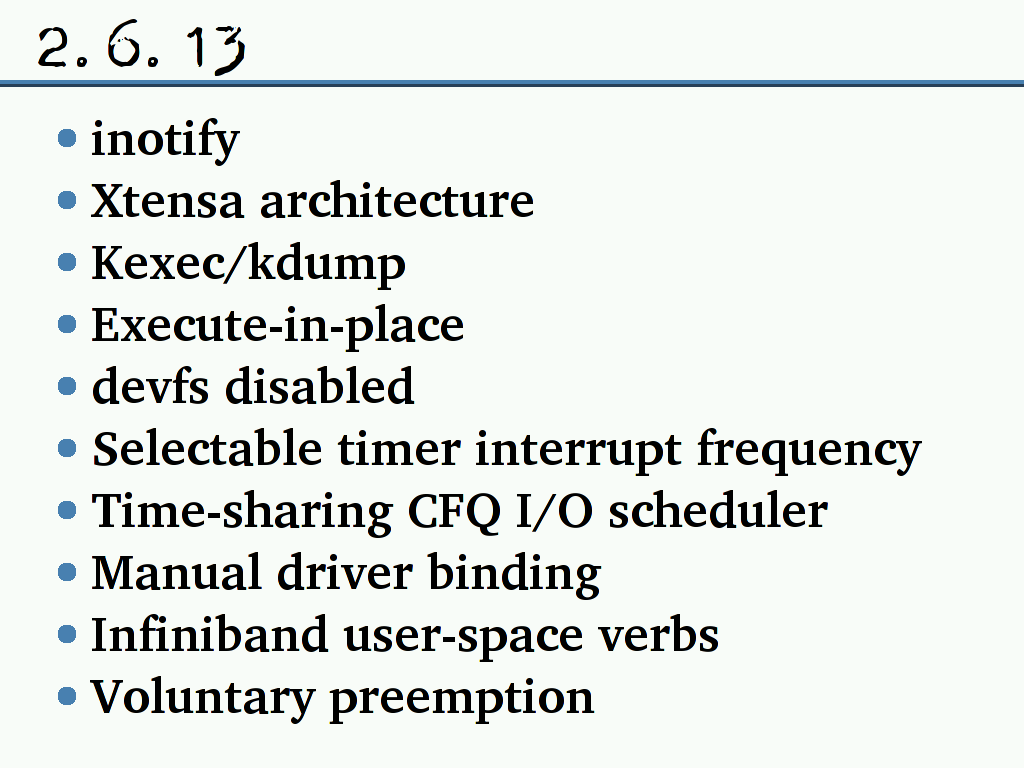 2.6.13
inotify
Xtensa architecture
Kexec/kdump
Execute-in-place
devfs disabled
Selectable timer interrupt frequency
Time-sharing CFQ I/O scheduler
Manual driver binding
Infiniband user-space verbs
Voluntary preemption